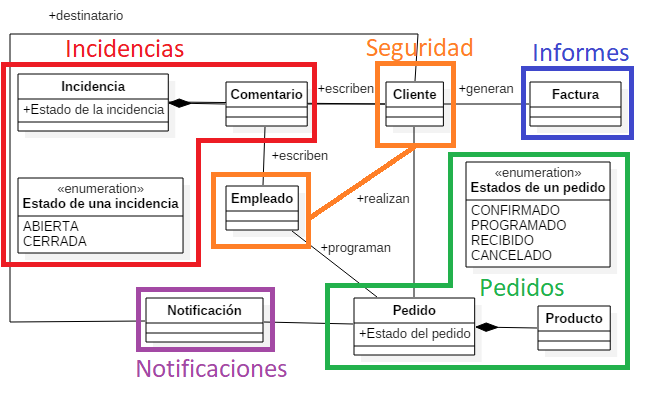 +destinatario
Incidencias
Seguridad
Informes
Incidencia
+Estado de la incidencia
Comentario
+escriben
Cliente
+generan
Factura
«enumeration»
Estado de una incidencia
ABIERTA
CERRADA
+escriben
Empleado
+realizan
+programan
«enumeration»
Estados de un pedido
CONFIRMADO
PROGRAMADO
RECIBIDO
CANCELADO
Pedidos
Notificación
Notificaciones
Pedido
+Estado del pedido
Producto